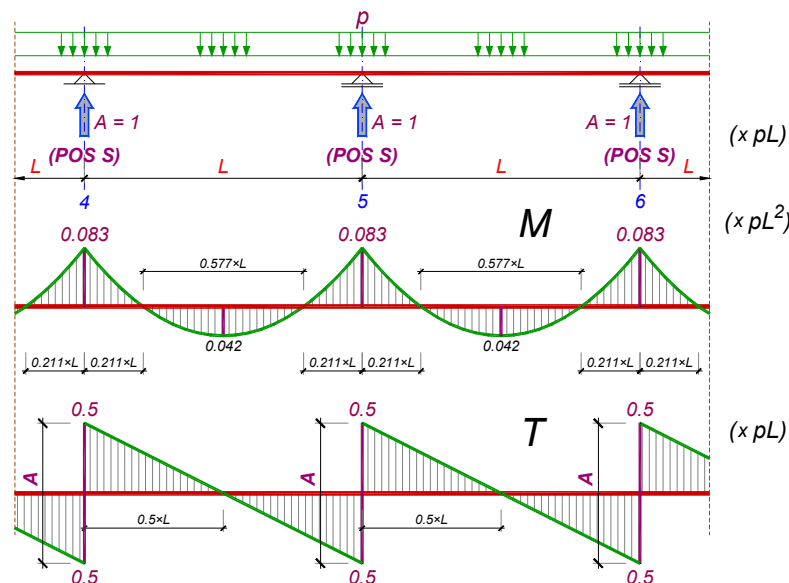 p
A = 1 A = 1 A = 1
(x pL)
(POS S) (POS S) (POS S)
L L L L
4 5 6
M (x pL²)
0.083 0.083 0.083
0.577×L 0.577×L
0.042 0.042
0.211×L 0.211×L 0.211×L 0.211×L 0.211×L 0.211×L
0.5 0.5 0.5
T (x pL)
A A A
0.5×L 0.5×L
0.5 0.5 0.5